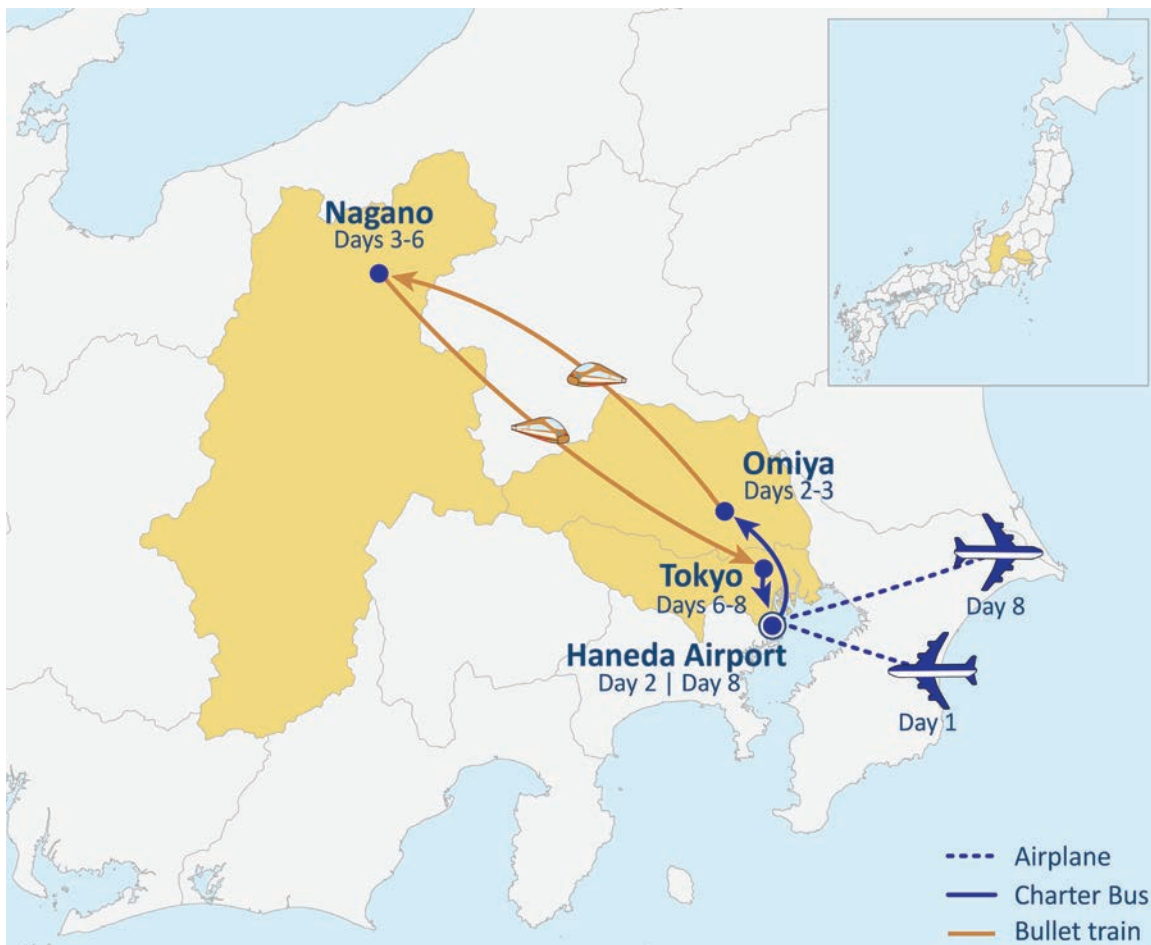 Nagano
Days 3-6
Omiya
Days 2-3
Tokyo
Days 6-8
Day 8
Haneda Airport
Day 2 | Day 8
Day 1
Airplane
Charter Bus
Bullet train